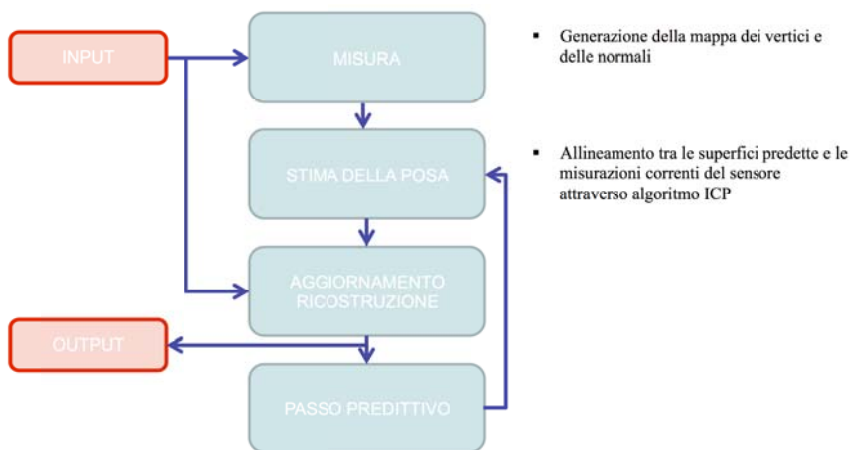 INPUT
MISURA
▪ Generazione della mappa dei vertici e
delle normali
STIMA DELLA POSA
▪ Allineamento tra le superfici predette e le
misurazioni correnti del sensore
attraverso algoritmo ICP
AGGIORNAMENTO
RICOSTRUZIONE
OUTPUT
PASSO PREDITTIVO